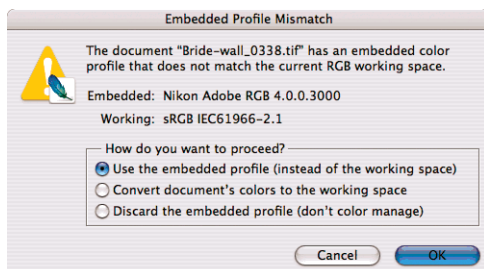 Embedded Profile Mismatch
The document "Bride-wall_0338.tif" has an embedded color
profile that does not match the current RGB working space.
Embedded: Nikon Adobe RGB 4.0.0.3000
Working: sRGB IEC61966-2.1
How do you want to proceed?
Use the embedded profile (instead of the working space)
Convert document's colors to the working space
Discard the embedded profile (don't color manage)
Cancel OK